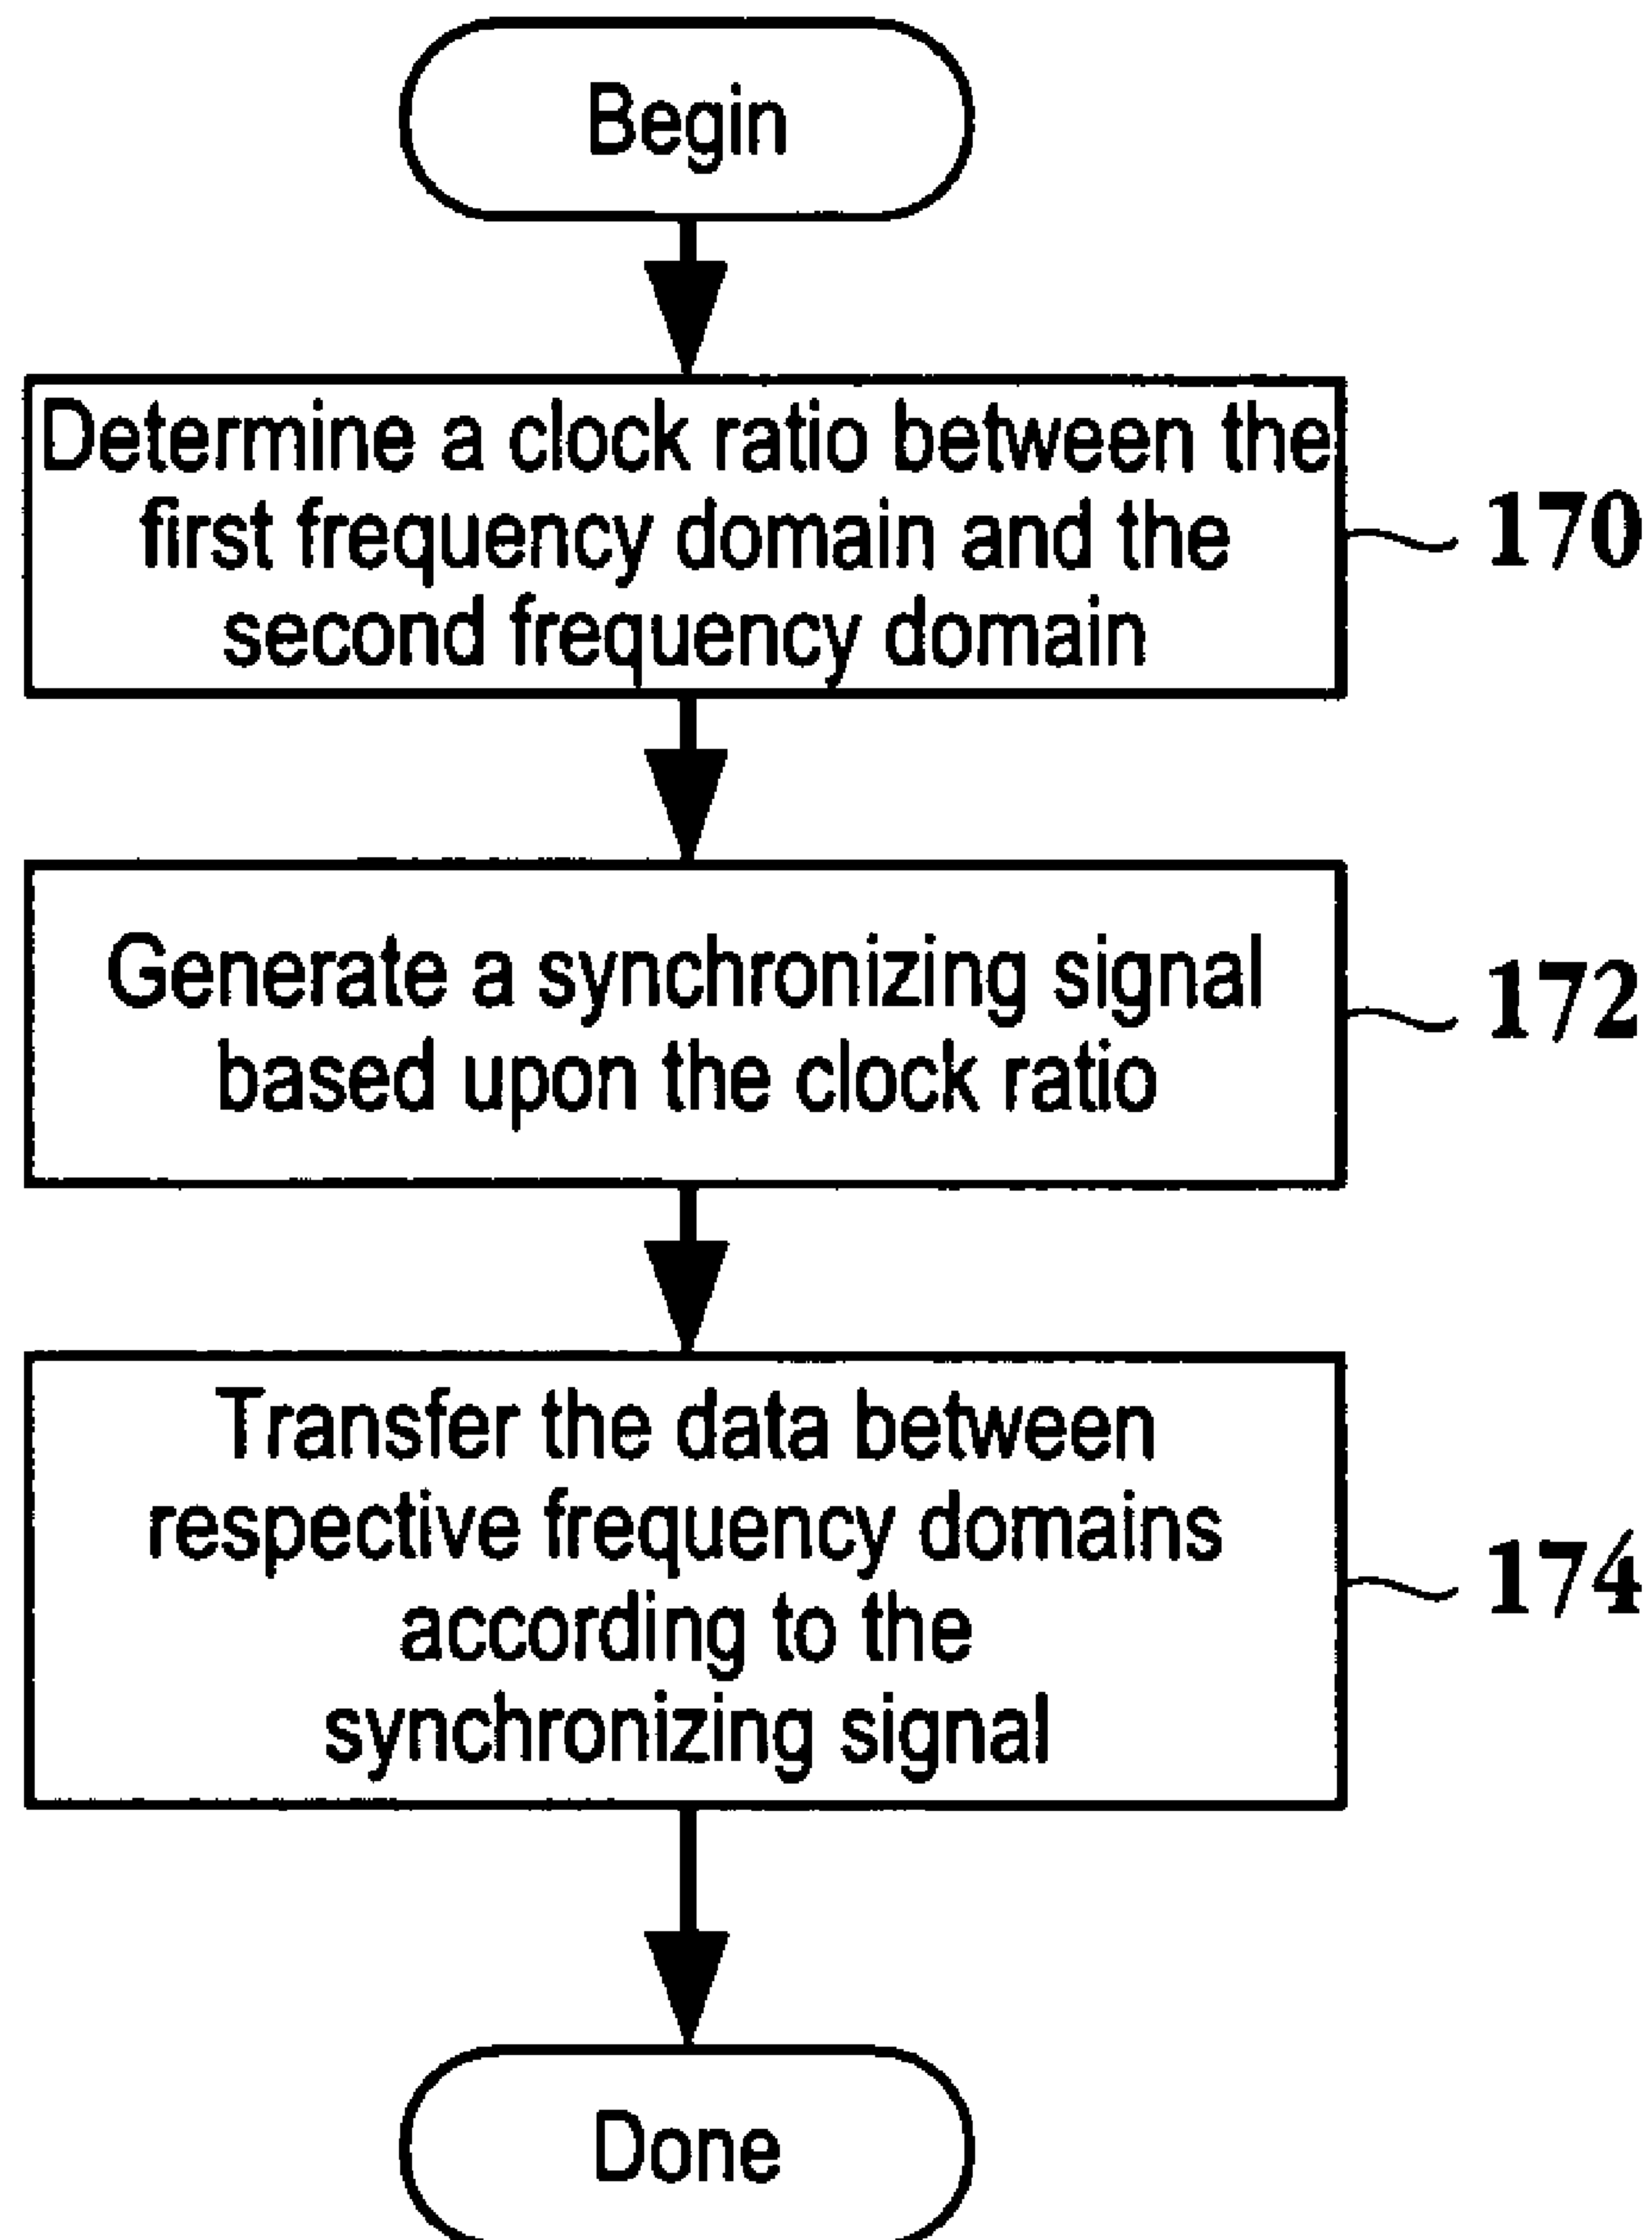 Begin
Determine a clock ratio between the
first frequency domain and the
second frequency domain
170
Generate a synchronizing signal
based upon the clock ratio
172
Transfer the data between
respective frequency domains
according to the
synchronizing signal
174
Done